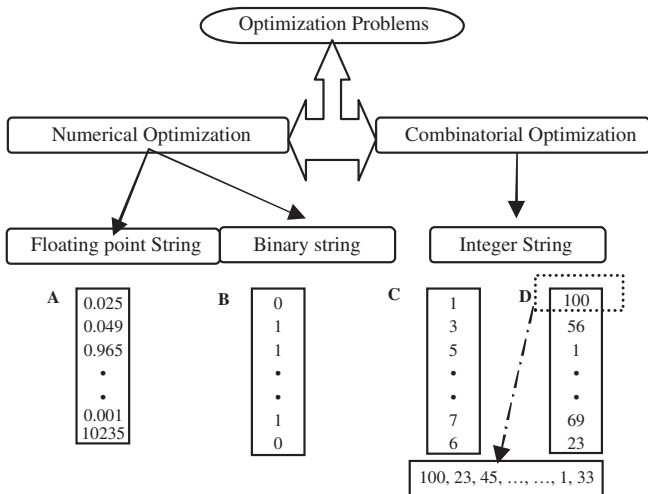 Optimization Problems
Numerical Optimization
Combinatorial Optimization
Floating point String
Binary string
Integer String
A
0.025
0.049
0.965
•
•
0.001
10235
B
0
1
1
•
•
1
0
C
1
3
5
•
•
7
6
D
100
56
1
•
•
69
23
100, 23, 45, …, …, 1, 33